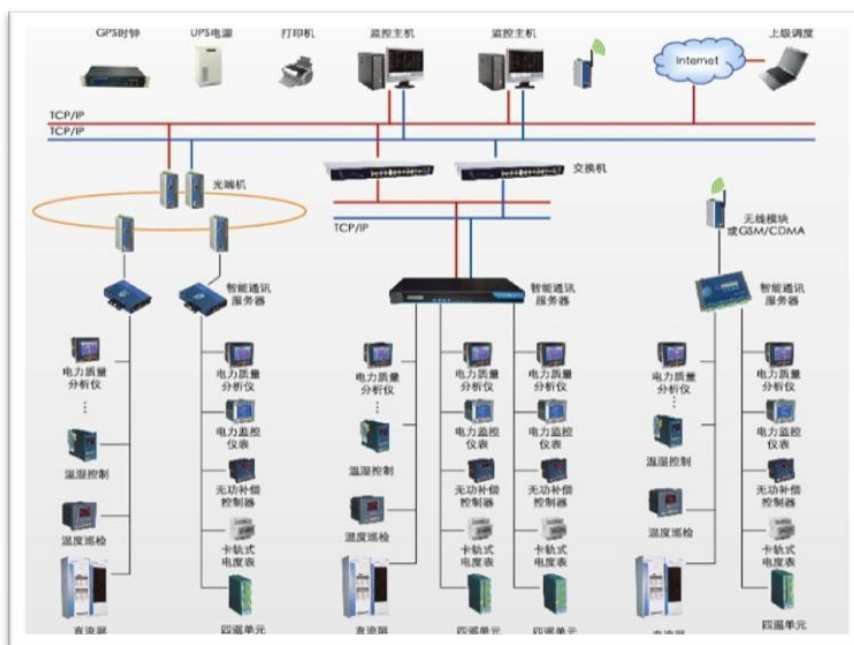 GPS时钟
UPS电源
打印机
监控主机
监控主机
上级调度
Internet
TCP/IP
TCP/IP
光端机
交换机
TCP/IP
无线模块
或GSM/CDMA
智能通讯
服务器
智能通讯
服务器
智能通讯
服务器
电力质量
分析仪
电力质量
分析仪
电力质量
分析仪
电力质量
分析仪
电力质量
分析仪
电力质量
分析仪
电力质量
分析仪
电力监控
仪表
电力监控
仪表
电力监控
仪表
电力监控
仪表
温湿控制
温湿控制
温湿控制
无功补偿
控制器
无功补偿
控制器
无功补偿
控制器
无功补偿
控制器
温度巡检
温度巡检
温度巡检
卡轨式
电度表
卡轨式
电度表
卡轨式
电度表
卡轨式
电度表
直流屏
四遥单元
直流屏
四遥单元
四遥单元
直流屏
四遥单元